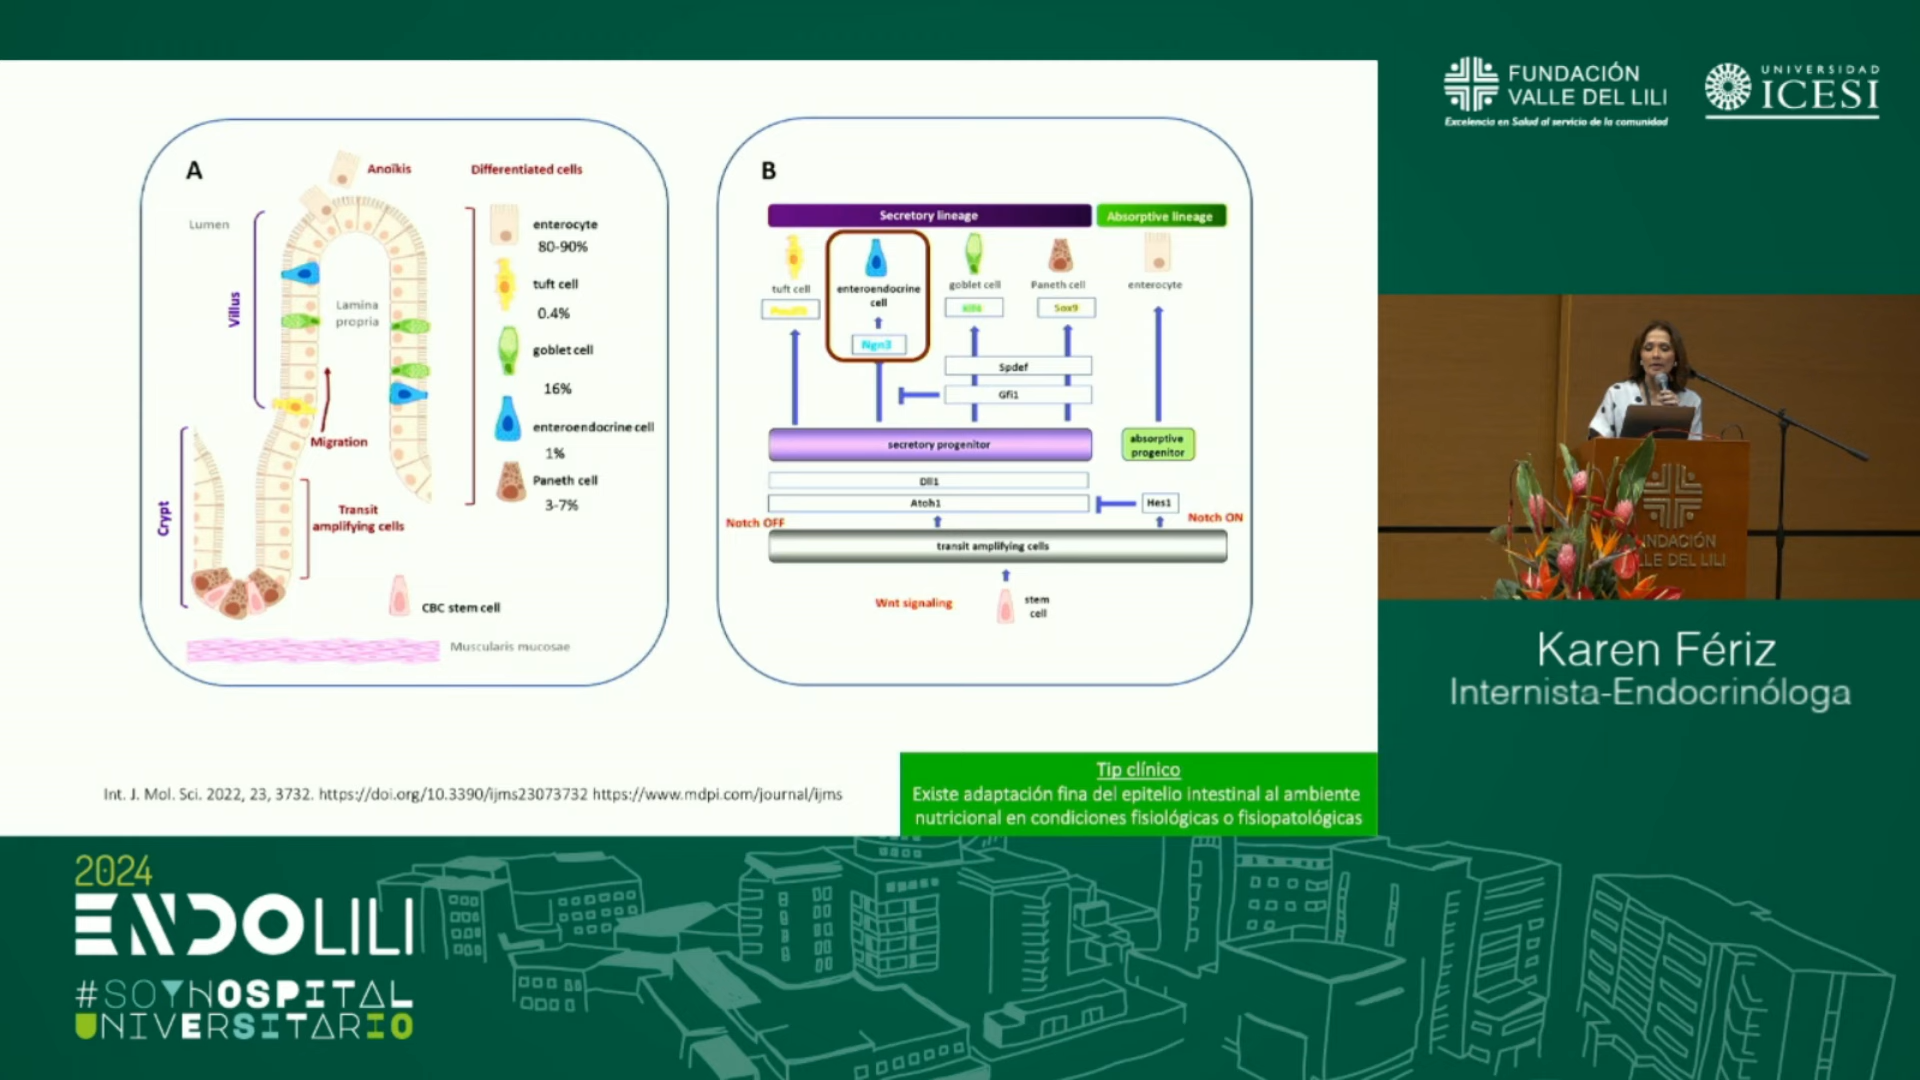 FUNDACIÓN
VALLE DEL LILI
Excelencia en Salud al servicio de la comunidad
UNIVERSIDAD
ICESI
A
Anoïkis
Differentiated cells
Lumen
Villus
Lamina
propria
Migration
Crypt
Transit
amplifying cells
enterocyte
80-90%
tuft cell
0.4%
goblet cell
16%
enteroendocrine cell
1%
Paneth cell
3-7%
CBC stem cell
Muscularis mucosae
B
Secretory lineage
Absorptive lineage
tuft cell
enteroendocrine
cell
goblet cell
Paneth cell
enterocyte
Ngn3
Sox9
Spdef
Gfi1
secretory progenitor
absorptive
progenitor
Dll1
Atoh1
Hes1
Notch OFF
Notch ON
transit amplifying cells
Wnt signaling
stem
cell
Int. J. Mol. Sci. 2022, 23, 3732. https://doi.org/10.3390/ijms23073732 https://www.mdpi.com/journal/ijms
Tip clínico
Existe adaptación fina del epitelio intestinal al ambiente
nutricional en condiciones fisiológicas o fisiopatológicas
Karen Fériz
Internista-Endocrinóloga
2024
ENDOLILI
#SOYHOSPITAL
UNIVERSITARIO